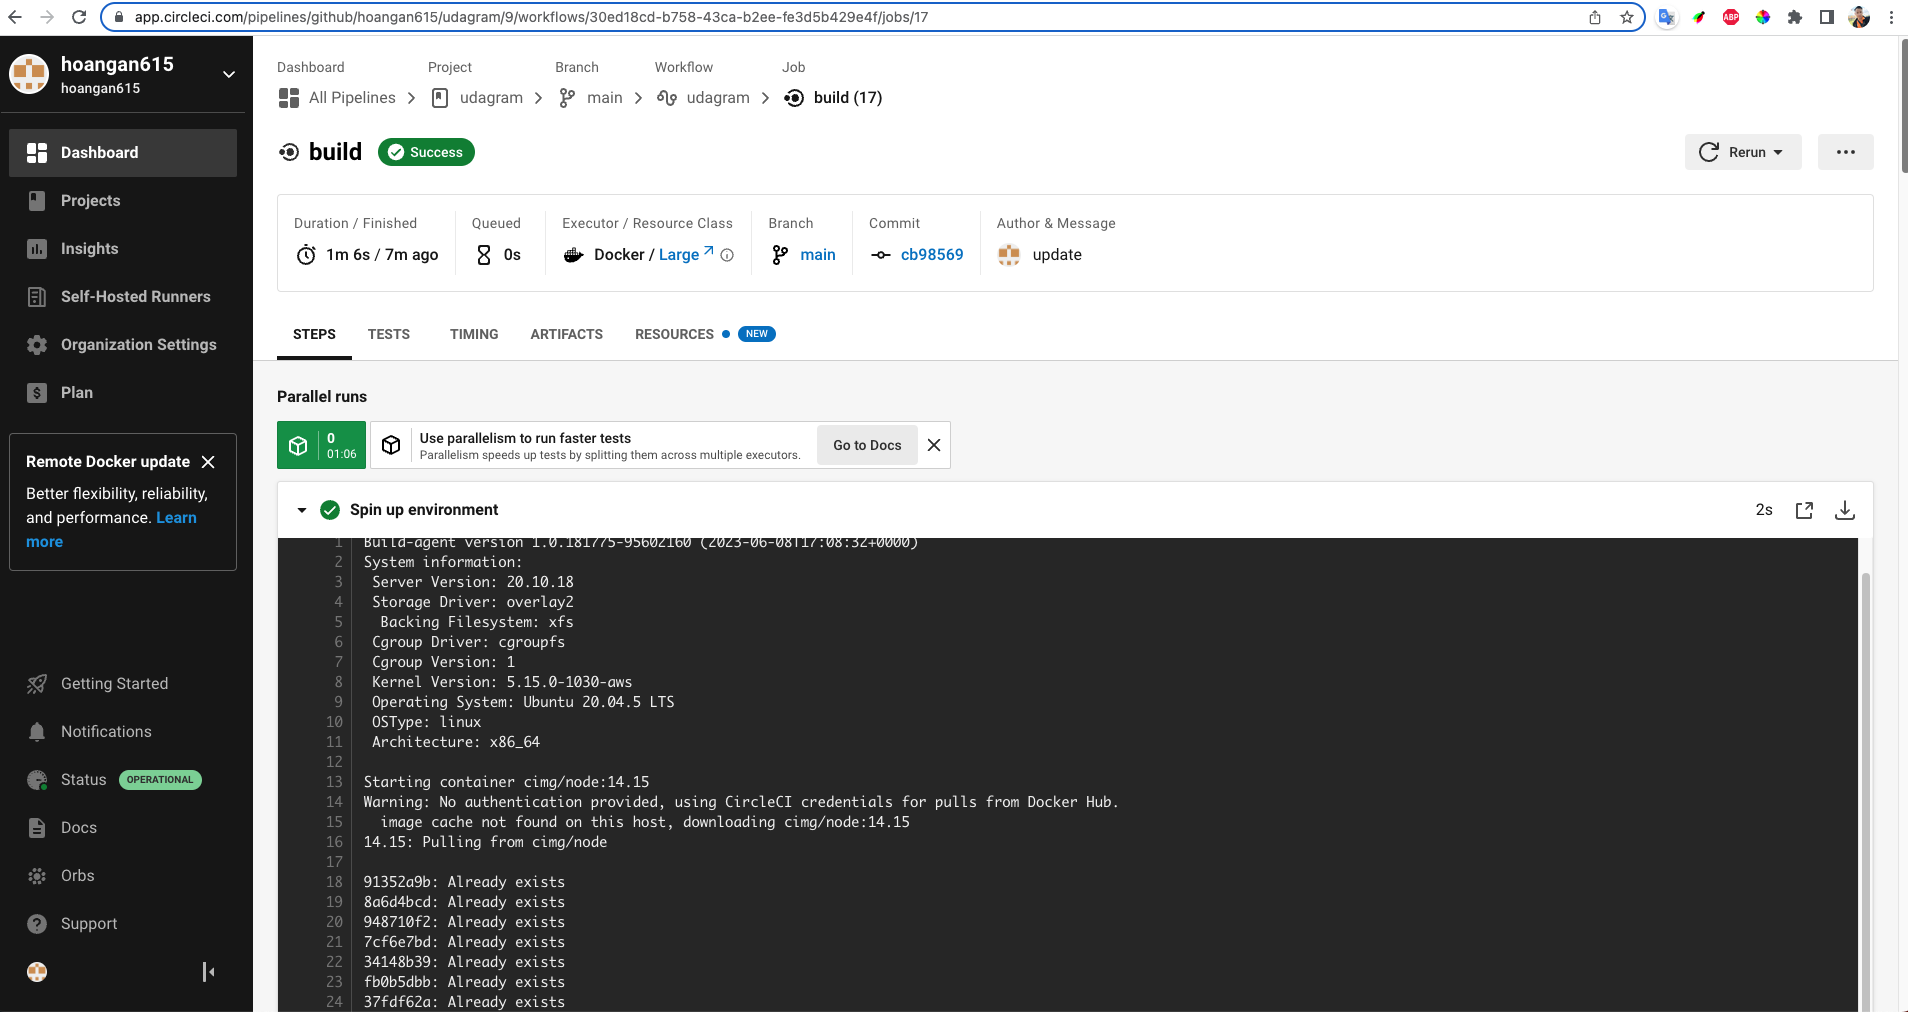 app.circleci.com/pipelines/github/hoangan615/udagram/9/workflows/30ed18cd-b758-43ca-b2ee-fe3d5b429e4f/jobs/17
ABP
hoangan615
hoangan615
Dashboard
Projects
Insights
Self-Hosted Runners
Organization Settings
Plan
Remote Docker update
Better flexibility, reliability,
and performance. Learn
more
Getting Started
Notifications
Status OPERATIONAL
Docs
Orbs
Support
Dashboard Project Branch Workflow Job
All Pipelines udagram main udagram build (17)
build Success
Rerun
Duration / Finished Queued Executor / Resource Class Branch Commit Author & Message
1m 6s / 7m ago 0s Docker / Large main cb98569 update
STEPS TESTS TIMING ARTIFACTS RESOURCES NEW
Parallel runs
0
01:06
Use parallelism to run faster tests
Parallelism speeds up tests by splitting them across multiple executors.
Go to Docs
Spin up environment 2s
1 Build-agent version 1.0.181775-95602160 (2023-06-08T17:08:32+0000)
2 System information:
3 Server Version: 20.10.18
4 Storage Driver: overlay2
5 Backing Filesystem: xfs
6 Cgroup Driver: cgroupfs
7 Cgroup Version: 1
8 Kernel Version: 5.15.0-1030-aws
9 Operating System: Ubuntu 20.04.5 LTS
10 OSType: linux
11 Architecture: x86_64
12
13 Starting container cimg/node:14.15
14 Warning: No authentication provided, using CircleCI credentials for pulls from Docker Hub.
15 image cache not found on this host, downloading cimg/node:14.15
16 14.15: Pulling from cimg/node
17
18 91352a9b: Already exists
19 8a6d4bcd: Already exists
20 948710f2: Already exists
21 7cf6e7bd: Already exists
22 34148b39: Already exists
23 fb0b5dbb: Already exists
24 37fdf62a: Already exists